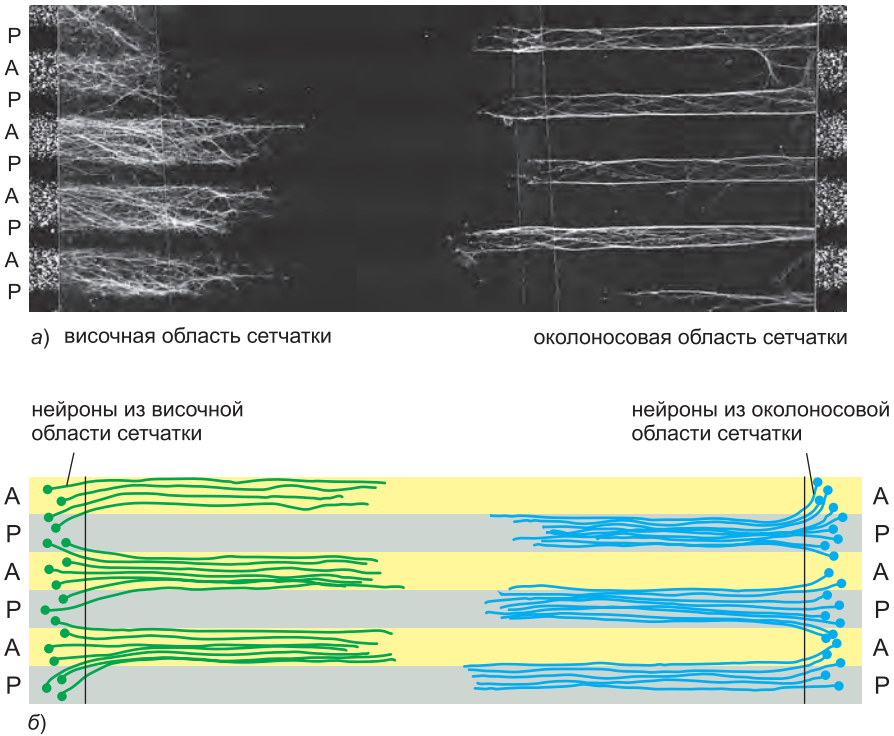 P
A
P
A
P
A
P
A
P
а) височная область сетчатки
околоносовая область сетчатки
нейроны из височной
области сетчатки
нейроны из околоносовой
области сетчатки
A
A
P
P
A
A
P
P
A
A
P
P
б)